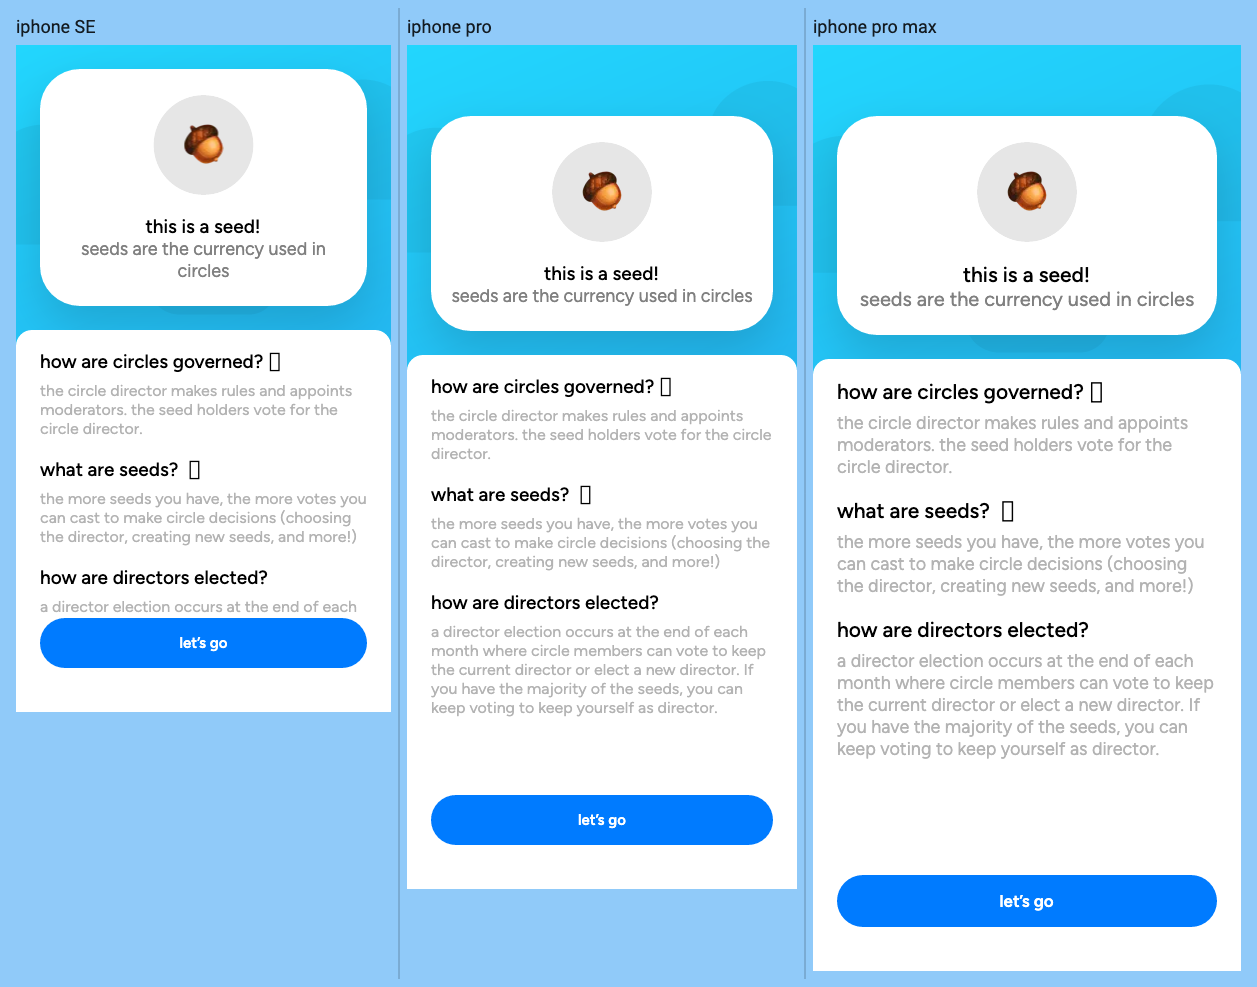 iphone SE
this is a seed!
seeds are the currency used in
circles
how are circles governed?
the circle director makes rules and appoints
moderators. the seed holders vote for the
circle director.
what are seeds?
the more seeds you have, the more votes you
can cast to make circle decisions (choosing
the director, creating new seeds, and more!)
how are directors elected?
a director election occurs at the end of each
let's go
iphone pro
this is a seed!
seeds are the currency used in circles
how are circles governed?
the circle director makes rules and appoints
moderators. the seed holders vote for the circle
director.
what are seeds?
the more seeds you have, the more votes you
can cast to make circle decisions (choosing the
director, creating new seeds, and more!)
how are directors elected?
a director election occurs at the end of each
month where circle members can vote to keep
the current director or elect a new director. If
you have the majority of the seeds, you can
keep voting to keep yourself as director.
let's go
iphone pro max
this is a seed!
seeds are the currency used in circles
how are circles governed?
the circle director makes rules and appoints
moderators. the seed holders vote for the
circle director.
what are seeds?
the more seeds you have, the more votes you
can cast to make circle decisions (choosing
the director, creating new seeds, and more!)
how are directors elected?
a director election occurs at the end of each
month where circle members can vote to keep
the current director or elect a new director. If
you have the majority of the seeds, you can
keep voting to keep yourself as director.
let's go